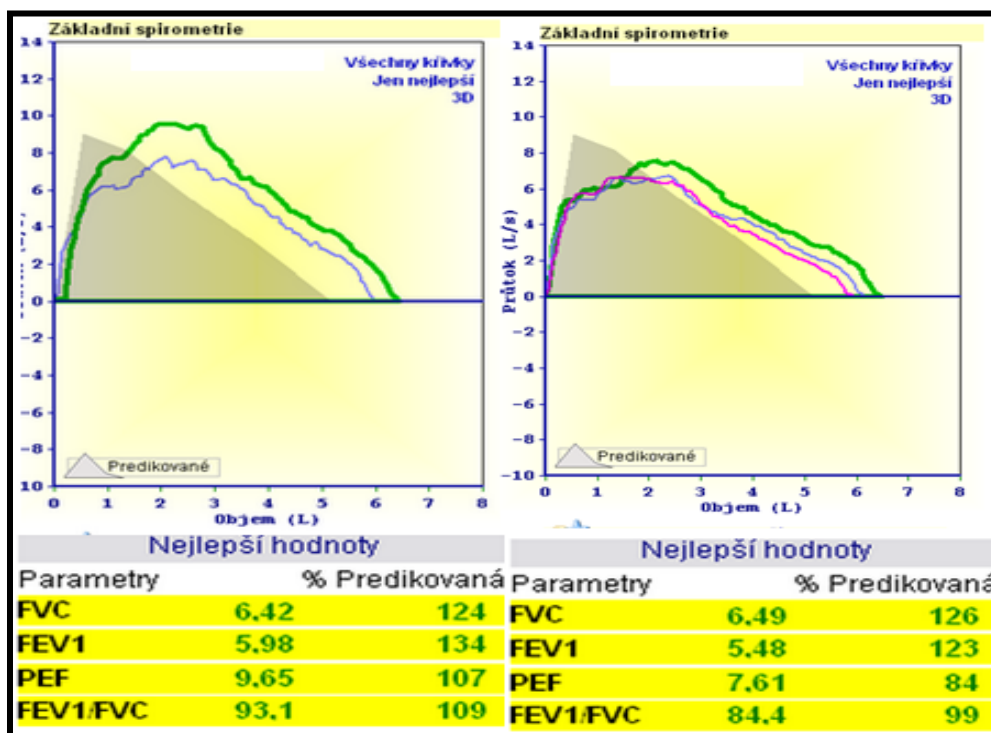 Základní spirometrie
14
12
10
8
6
4
2
0
-2
-4
-6
-8
10
Všechny křivky
Jen nejlepší
3D
Predikované
0 1 2 3 4 5 6 7 8
Objem (L)
Nejlepší hodnoty
Parametry % Predikovaná
FVC 6,42 124
FEV1 5,98 134
PEF 9,65 107
FEV1/FVC 93,1 109
Základní spirometrie
14
12
10
8
6
4
2
0
-2
-4
-6
-8
-10
Průtok (L/s)
Všechny křivky
Jen nejlepší
3D
Predikované
0 1 2 3 4 5 6 7 8
Objem (L)
Nejlepší hodnoty
Parametry % Predikovaná
FVC 6,49 126
FEV1 5,48 123
PEF 7,61 84
FEV1/FVC 84,4 99